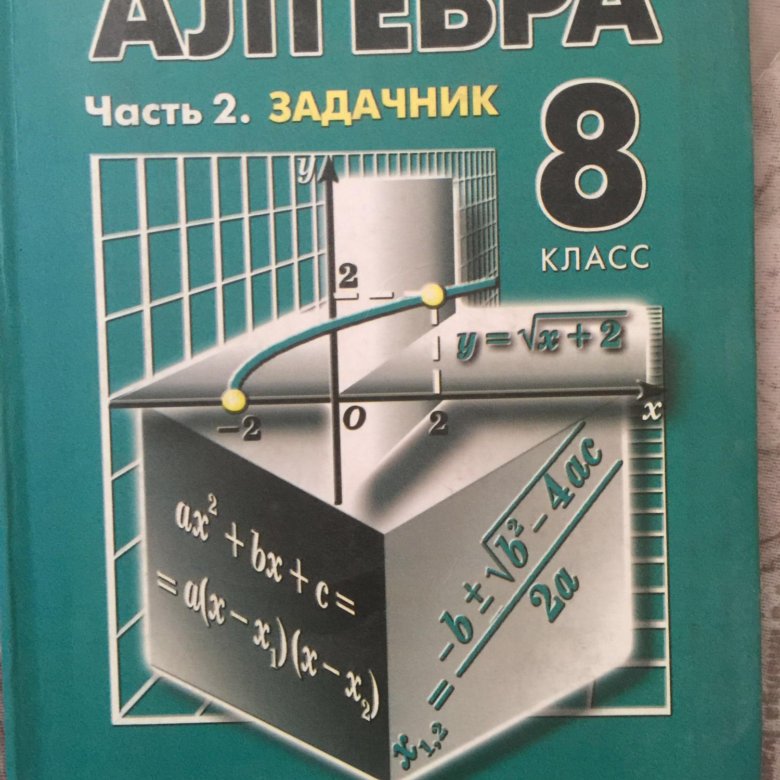 АЛГЕБРА
Часть 2. ЗАДАЧНИК
8
КЛАСС
y
2
y = √x + 2
-2
O
2
x
ax² + bx + c =
= a(x – x₁)(x – x₂)
x₁,₂ = -b ± √b² – 4ac / 2a